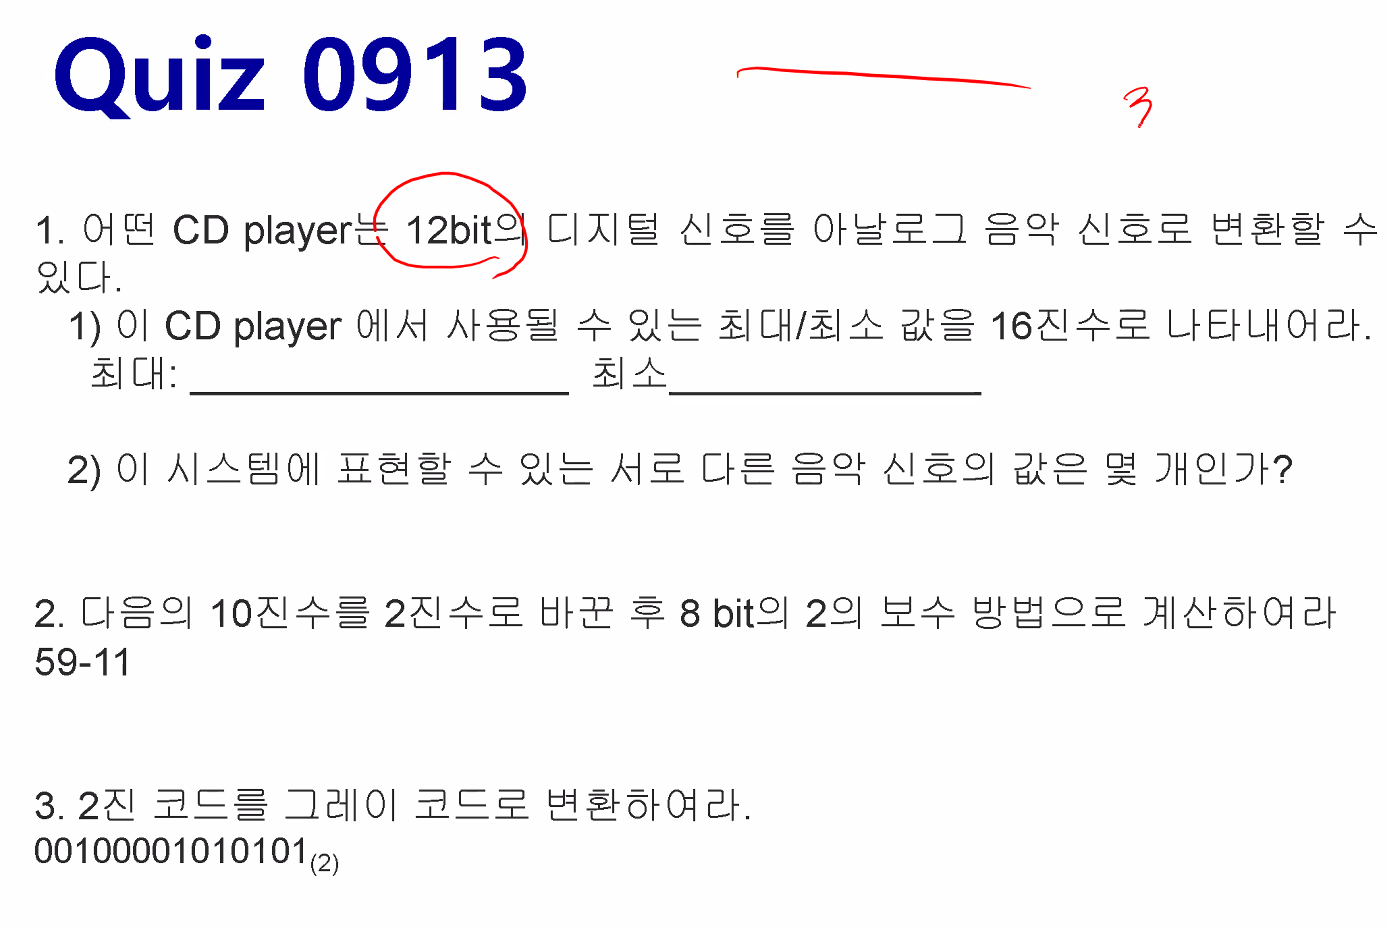 Quiz 0913
3
1. 어떤 CD player는 12bit의 디지털 신호를 아날로그 음악 신호로 변환할 수
있다.
1) 이 CD player 에서 사용될 수 있는 최대/최소 값을 16진수로 나타내어라.
최대: ____________________ 최소________________
2) 이 시스템에 표현할 수 있는 서로 다른 음악 신호의 값은 몇 개인가?
2. 다음의 10진수를 2진수로 바꾼 후 8 bit의 2의 보수 방법으로 계산하여라
59-11
3. 2진 코드를 그레이 코드로 변환하여라.
00100001010101(2)